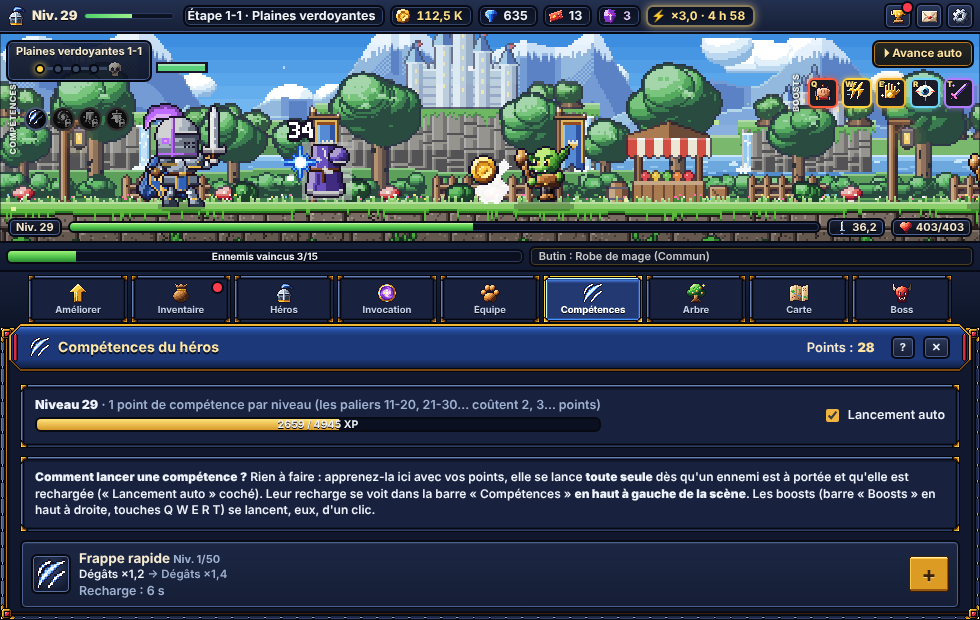 Niv. 29
Étape 1-1 · Plaines verdoyantes
112,5 K
635
13
3
×3,0 · 4 h 58
Plaines verdoyantes 1-1
Avance auto
COMPÉTENCES
BOOSTS
Q
W
E
R
T
34
Niv. 29
36,2
403/403
Ennemis vaincus 3/15
Butin : Robe de mage (Commun)
Améliorer
Inventaire
Héros
Invocation
Equipe
Compétences
Arbre
Carte
Boss
Compétences du héros
Points : 28
?
×
Niveau 29 · 1 point de compétence par niveau (les paliers 11-20, 21-30... coûtent 2, 3... points)
2659 / 4945 XP
Lancement auto
Comment lancer une compétence ? Rien à faire : apprenez-la ici avec vos points, elle se lance toute seule dès qu'un ennemi est à portée et qu'elle est
rechargée (« Lancement auto » coché). Leur recharge se voit dans la barre « Compétences » en haut à gauche de la scène. Les boosts (barre « Boosts » en
haut à droite, touches Q W E R T) se lancent, eux, d'un clic.
Frappe rapide Niv. 1/50
Dégâts ×1,2 → Dégâts ×1,4
Recharge : 6 s
+